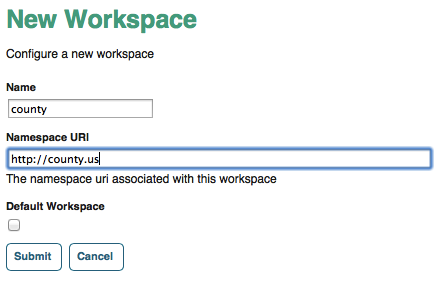 New Workspace
Configure a new workspace
Name
county
Namespace URI
http://county.us
The namespace uri associated with this workspace
Default Workspace
Submit Cancel